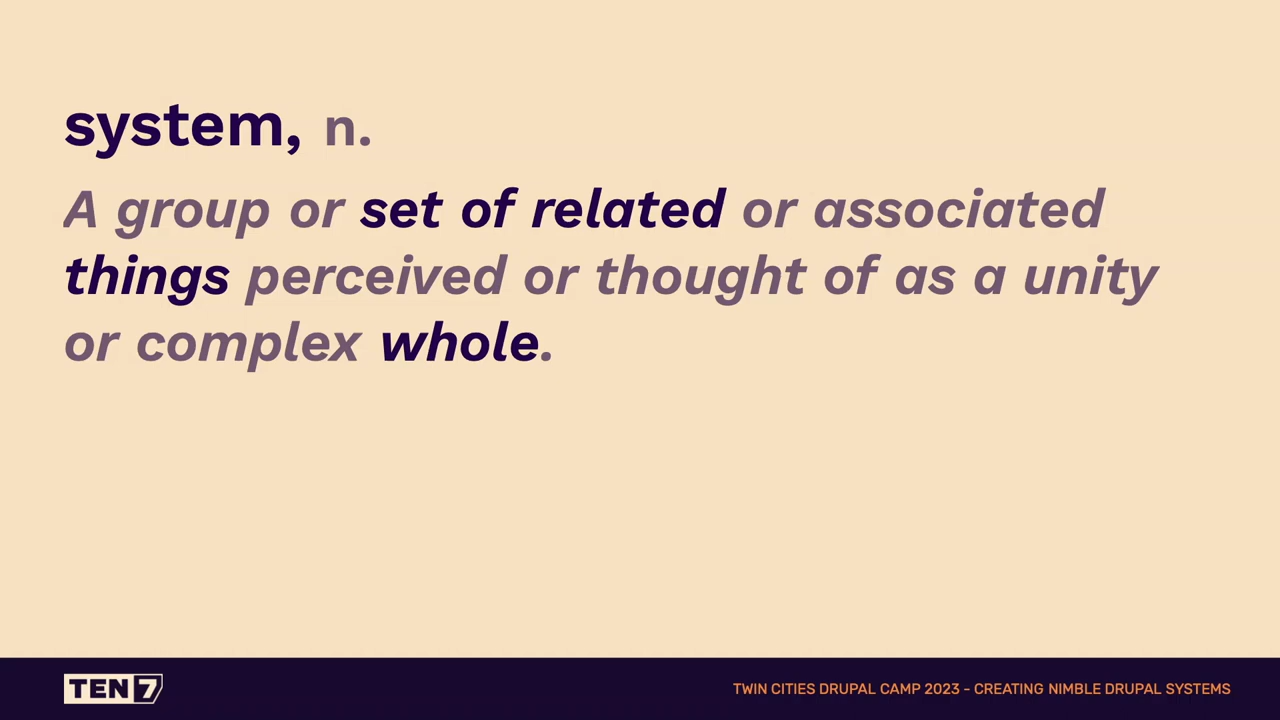 system, n.
A group or set of related or associated
things perceived or thought of as a unity
or complex whole.
TEN7
TWIN CITIES DRUPAL CAMP 2023 - CREATING NIMBLE DRUPAL SYSTEMS